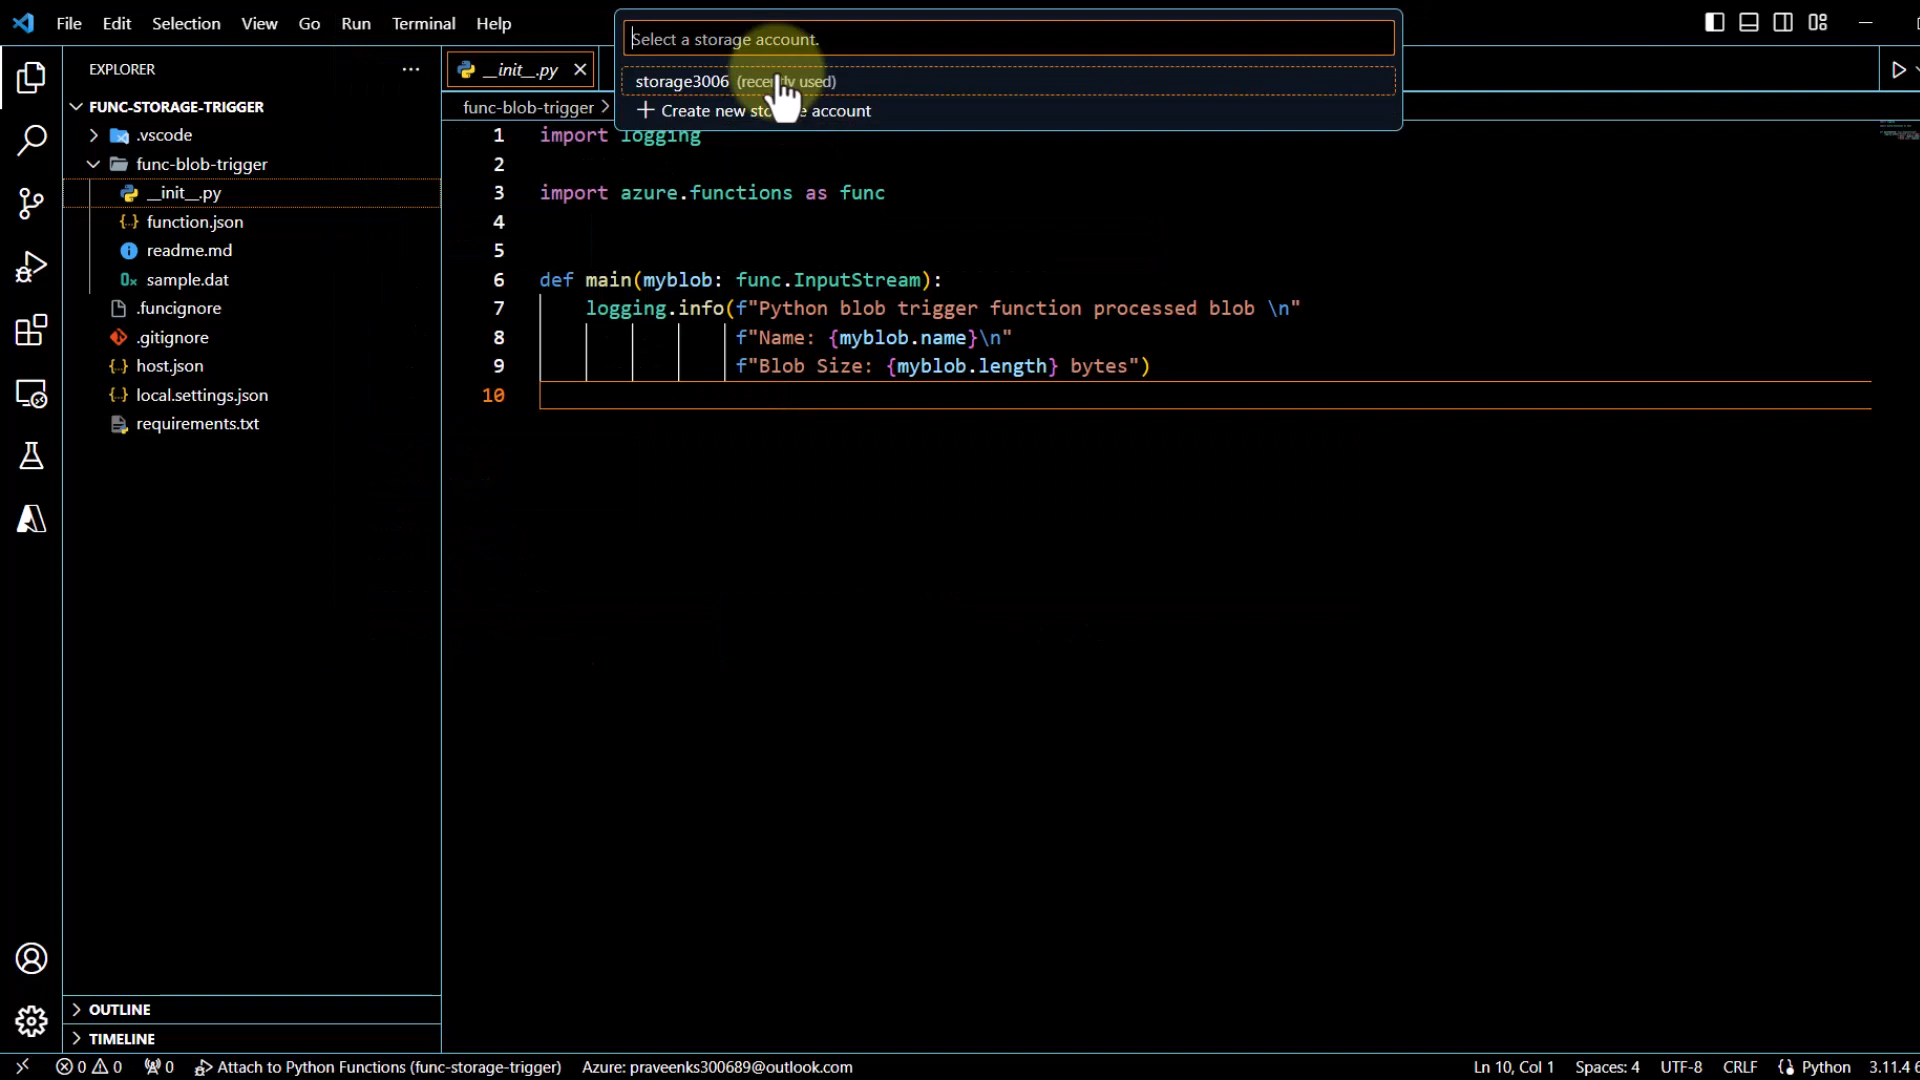 File Edit Selection View Go Run Terminal Help
Select a storage account.
storage3006 (recently used)
Create new storage account
EXPLORER
__init__.py
FUNC-STORAGE-TRIGGER
func-blob-trigger >
.vscode
func-blob-trigger
__init__.py
function.json
readme.md
sample.dat
.funcignore
.gitignore
host.json
local.settings.json
requirements.txt
1 import logging
2
3 import azure.functions as func
4
5
6 def main(myblob: func.InputStream):
7 logging.info(f"Python blob trigger function processed blob \n"
8 f"Name: {myblob.name}\n"
9 f"Blob Size: {myblob.length} bytes")
10
OUTLINE
TIMELINE
0 0 0 Attach to Python Functions (func-storage-trigger) Azure: praveenks300689@outlook.com Ln 10, Col 1 Spaces: 4 UTF-8 CRLF Python 3.11.4